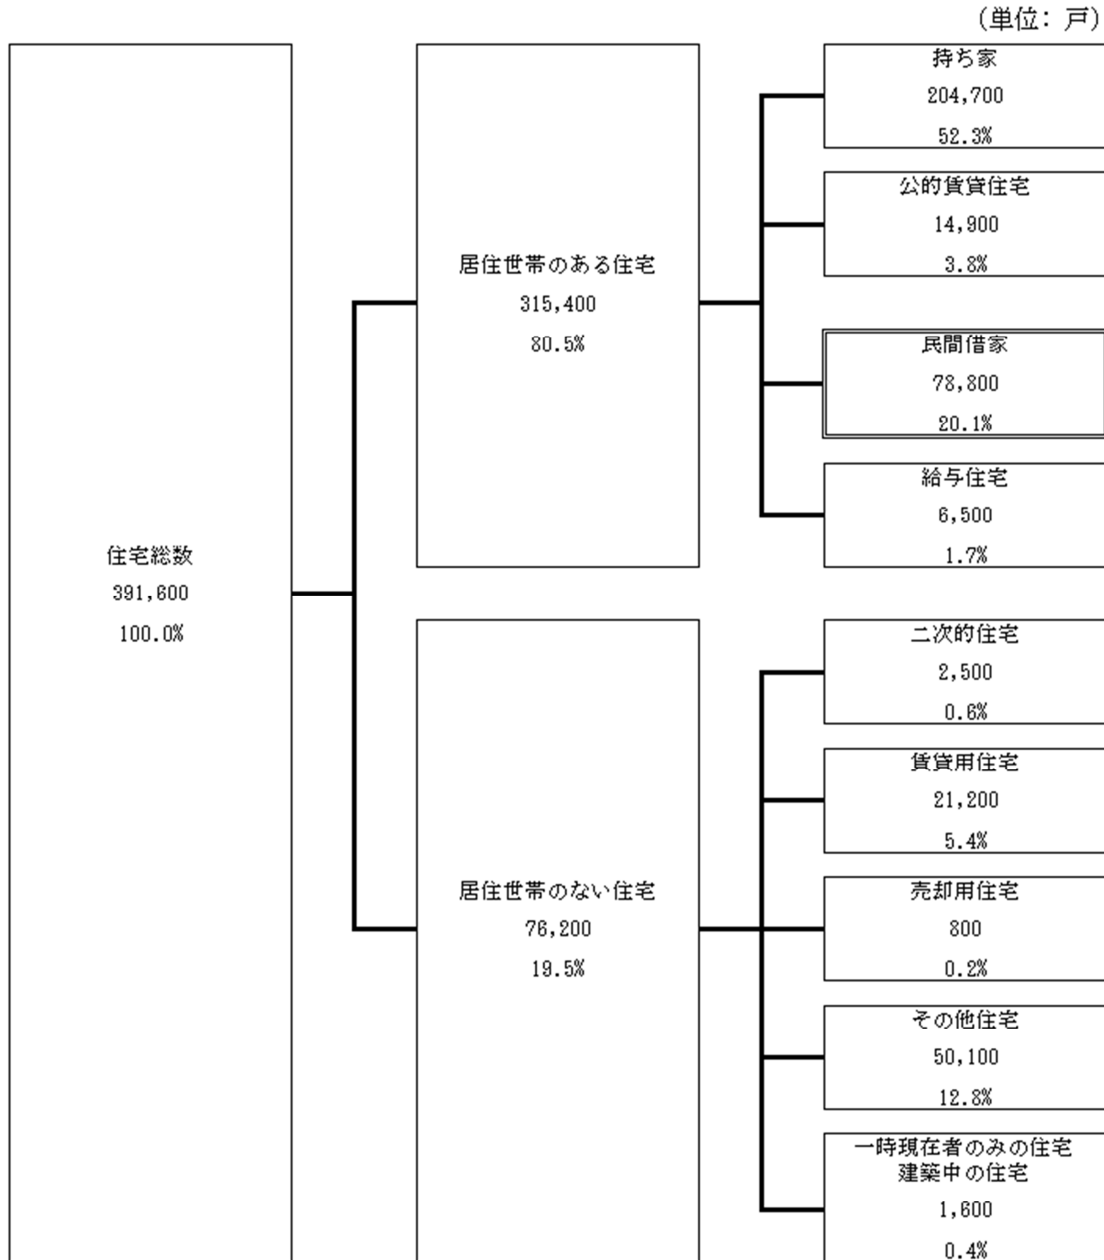 (単位：戸)
住宅総数
391,600
100.0%
居住世帯のある住宅
315,400
80.5%
持ち家
204,700
52.3%
公的賃貸住宅
14,900
3.8%
民間借家
78,800
20.1%
給与住宅
6,500
1.7%
居住世帯のない住宅
76,200
19.5%
二次的住宅
2,500
0.6%
賃貸用住宅
21,200
5.4%
売却用住宅
800
0.2%
その他住宅
50,100
12.8%
一時現在者のみの住宅
建築中の住宅
1,600
0.4%